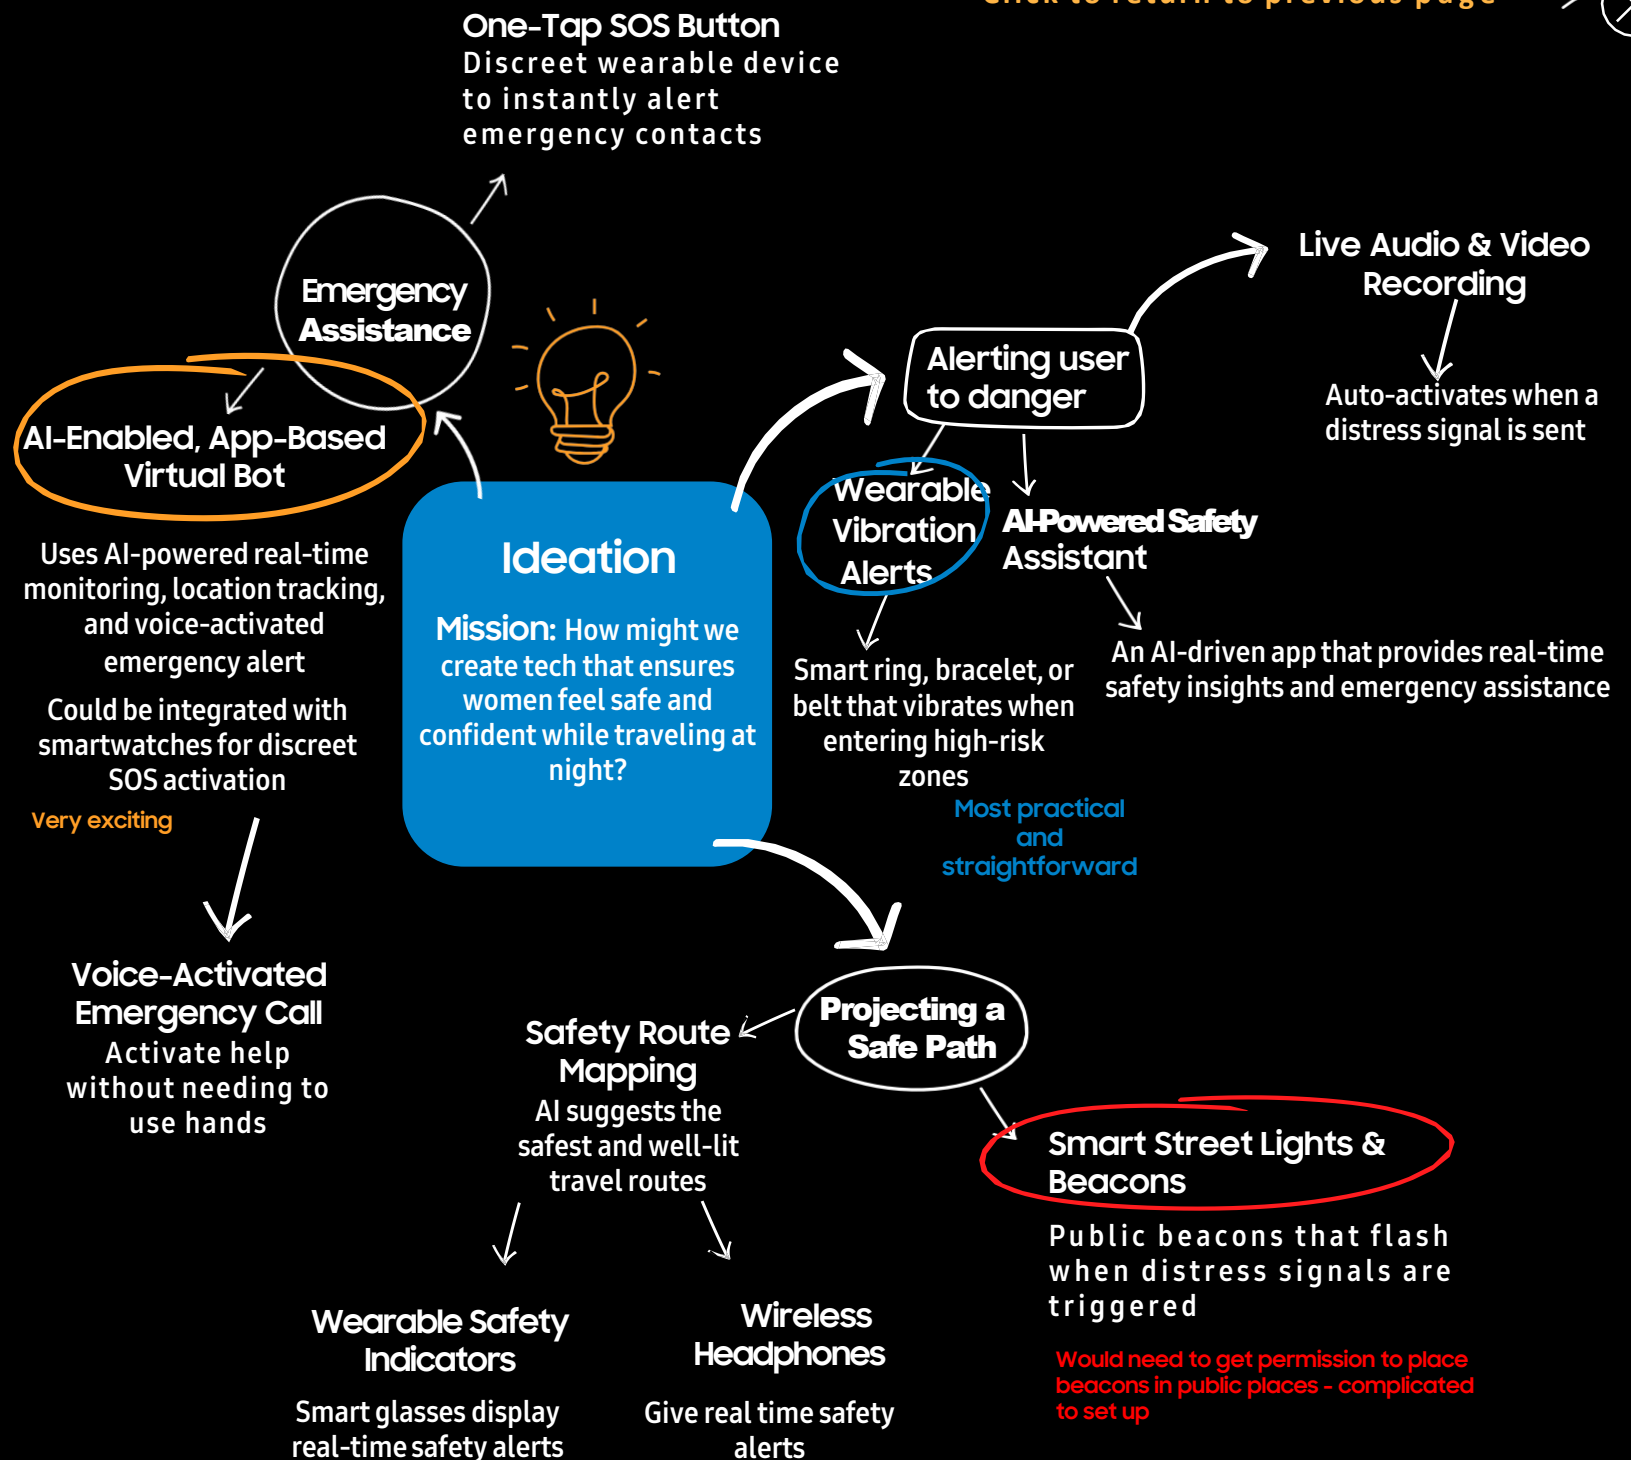 Click to return to previous page
One-Tap SOS Button
Discreet wearable device
to instantly alert
emergency contacts
Emergency
Assistance
AI-Enabled, App-Based
Virtual Bot
Uses AI-powered real-time
monitoring, location tracking,
and voice-activated
emergency alert
Could be integrated with
smartwatches for discreet
SOS activation
Very exciting
Voice-Activated
Emergency Call
Activate help
without needing to
use hands
Ideation
Mission: How might we
create tech that ensures
women feel safe and
confident while traveling at
night?
Alerting user
to danger
Live Audio & Video
Recording
Auto-activates when a
distress signal is sent
Wearable
Vibration
Alerts
Smart ring, bracelet, or
belt that vibrates when
entering high-risk
zones
Most practical
and
straightforward
AI-Powered Safety
Assistant
An AI-driven app that provides real-time
safety insights and emergency assistance
Projecting a
Safe Path
Safety Route
Mapping
AI suggests the
safest and well-lit
travel routes
Wearable Safety
Indicators
Smart glasses display
real-time safety alerts
Wireless
Headphones
Give real time safety
alerts
Smart Street Lights &
Beacons
Public beacons that flash
when distress signals are
triggered
Would need to get permission to place
beacons in public places - complicated
to set up